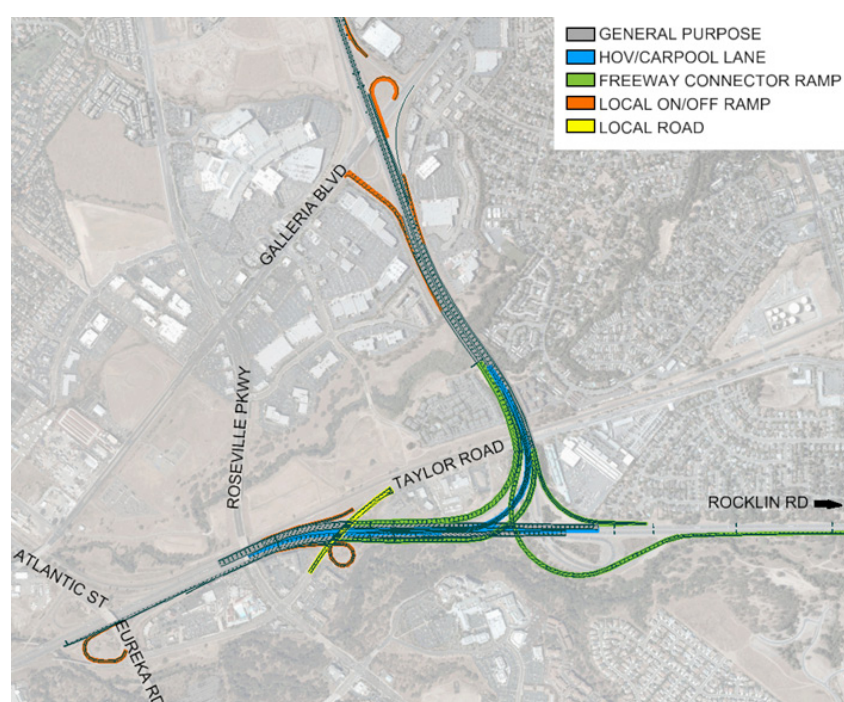 GENERAL PURPOSE
HOV/CARPOOL LANE
FREEWAY CONNECTOR RAMP
LOCAL ON/OFF RAMP
LOCAL ROAD
GALLERIA BLVD
ROSEVILLE PKWY
TAYLOR ROAD
ROCKLIN RD
ATLANTIC ST
EUREKA RD